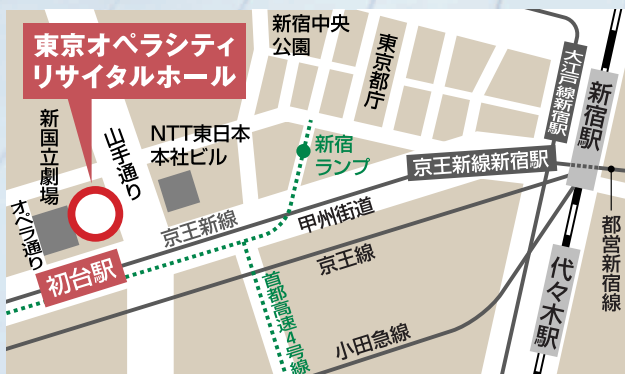 東京オペラシティ
リサイタルホール
新宿中央
公園
東京都庁
大江戸線新宿駅
新宿駅
新国立劇場
山手通り
NTT東日本
本社ビル
新宿
ランプ
京王新線新宿駅
オペラ通り
京王新線
甲州街道
都営新宿線
初台駅
京王線
代々木駅
首都高速4号線
小田急線